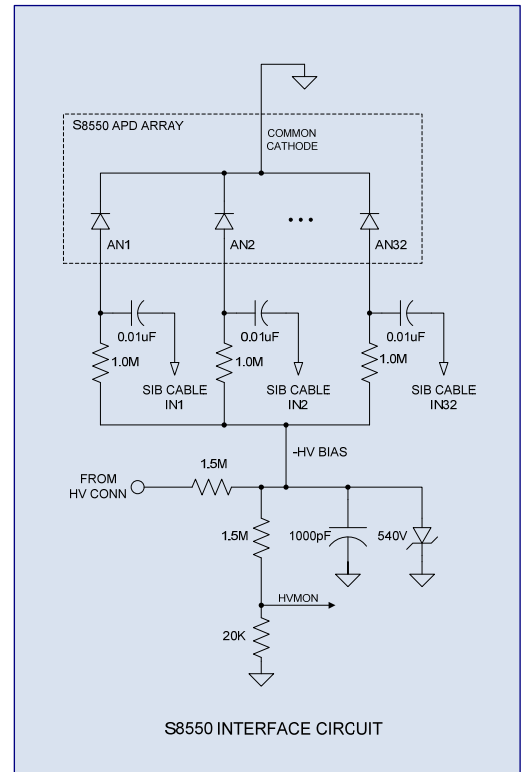 S8550 APD ARRAY
COMMON
CATHODE
AN1
AN2
AN32
0.01uF
0.01uF
0.01uF
1.0M
1.0M
1.0M
SIB CABLE
IN1
SIB CABLE
IN2
SIB CABLE
IN32
-HV BIAS
1.5M
FROM
HV CONN
1.5M
1000pF
540V
HVMON
20K
S8550 INTERFACE CIRCUIT